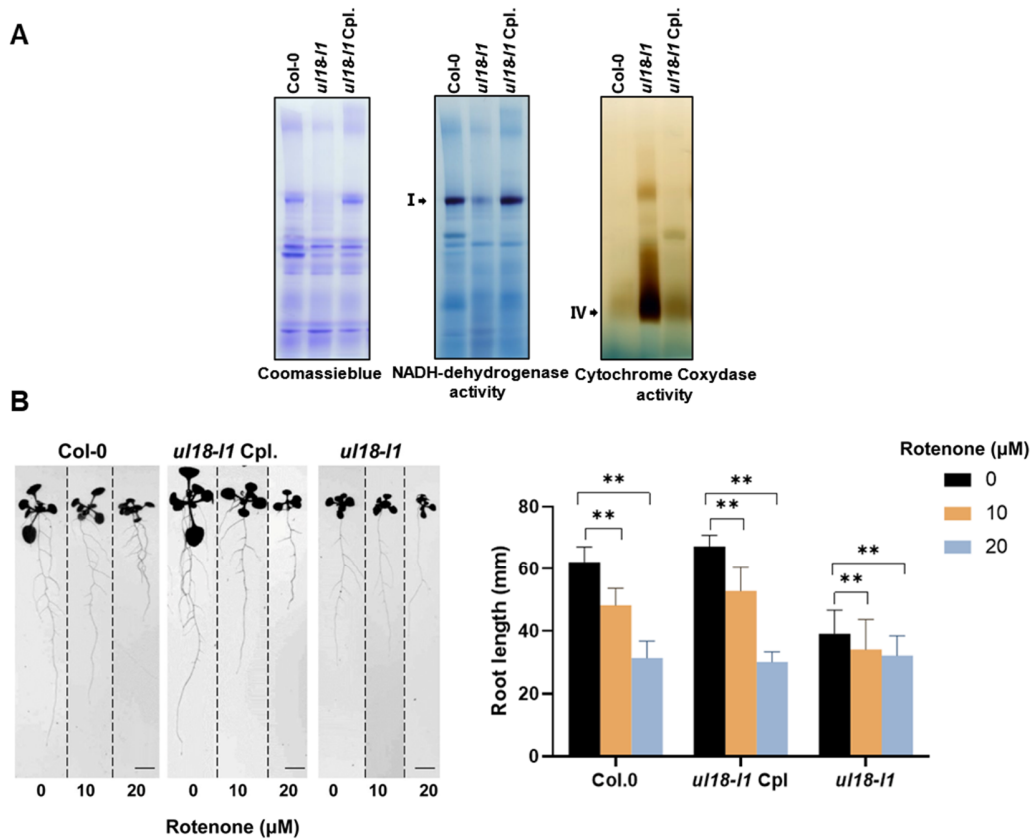 A
Col-0
ul18-l1
ul18-l1 Cpl.
Col-0
ul18-l1
ul18-l1 Cpl.
Col-0
ul18-l1
ul18-l1 Cpl.
I
IV
Coomassieblue
NADH-dehydrogenase
activity
Cytochrome Coxydase
activity
B
Col-0
ul18-l1 Cpl.
ul18-l1
0 10 20 0 10 20 0 10 20
Rotenone (μM)
Rotenone (μM)
0
10
20
Root length (mm)
80
60
40
20
0
** **
** **
** **
Col.0
ul18-l1 Cpl
ul18-l1